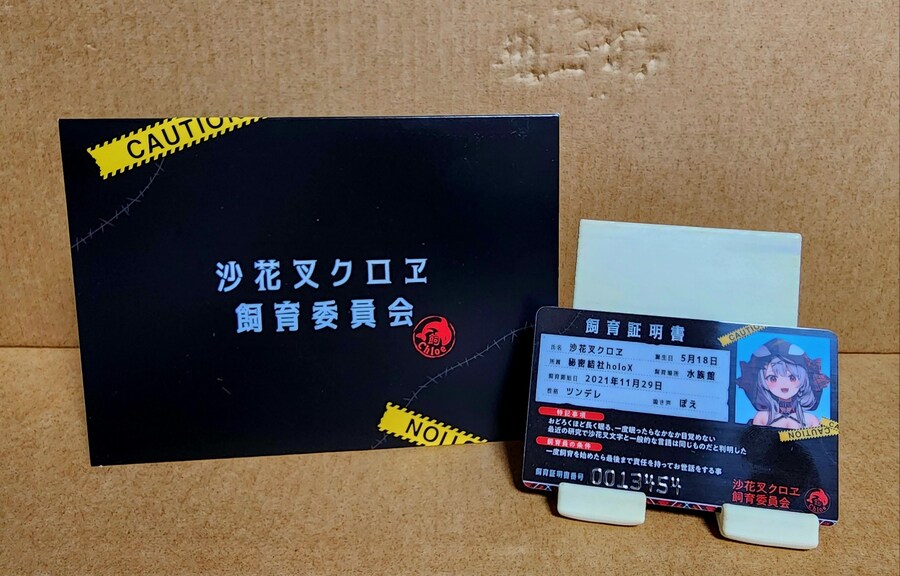 CAUTION
沙花叉クロヱ
飼育委員会
飼
Chloe
飼育証明書
CAUTION
氏名 沙花叉クロヱ 誕生日 5月18日
所属 秘密結社holoX 飼育場所 水族館
飼育開始日 2021年11月29日
性格 ツンデレ 鳴き声 ぽえ
CAUTION
特記事項
おどろくほど長く眠る、一度眠ったらなかなか目覚めない
最近の研究で沙花叉文字と一般的な言語は同じものだと判明した
飼育員の条件
一度飼育を始めたら最後まで責任を持ってお世話をする事
飼育証明書番号 0013454
沙花叉クロヱ
飼育委員会
Chloe